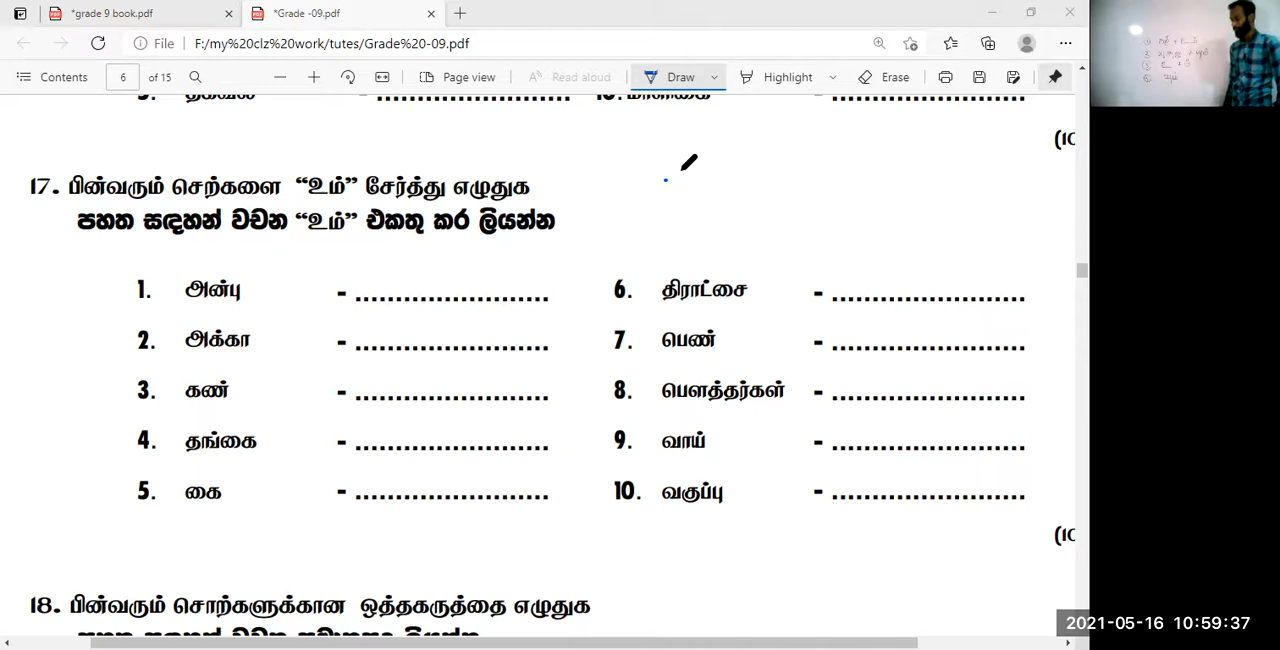 *grade 9 book.pdf
*Grade -09.pdf
File F:/my%20clz%20work/tutes/Grade%20-09.pdf
Contents 6 of 15 Page view Read aloud Draw Highlight Erase
17. பின்வரும் செற்களை “உம்” சேர்த்து எழுதுக
පහත සඳහන් වචන “உம்” එකතු කර ලියන්න
1. அன்பு - .......................
6. திராட்சை - .......................
2. அக்கா - .......................
7. பெண் - .......................
3. கண் - .......................
8. பௌத்தர்கள் - .......................
4. தங்கை - .......................
9. வாய் - .......................
5. கை - .......................
10. வகுப்பு - .......................
18. பின்வரும் சொற்களுக்கான ஒத்தகருத்தை எழுதுக
2021-05-16 10:59:37